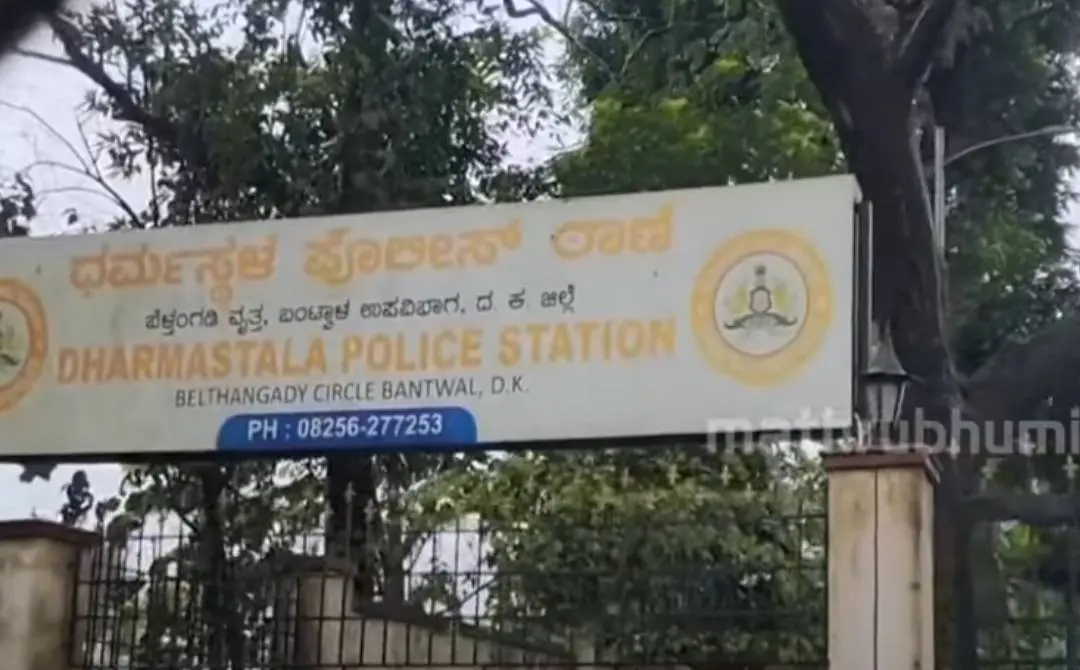 ಧರ್ಮಸ್ಥಳ ಪೊಲೀಸ್ ಠಾಣೆ
ಬೆಳ್ತಂಗಡಿ ವೃತ್ತ, ಬಂಟ್ವಾಳ ಉಪವಿಭಾಗ, ದ. ಕ. ಜಿಲ್ಲೆ
DHARMASTALA POLICE STATION
BELTHANGADY CIRCLE BANTWAL, D.K.
PH : 08256-277253
mathrubhumi